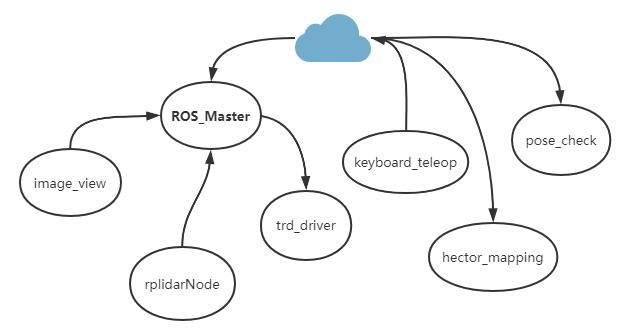 ROS_Master
pose_check
keyboard_teleop
image_view
trd_driver
hector_mapping
rplidarNode